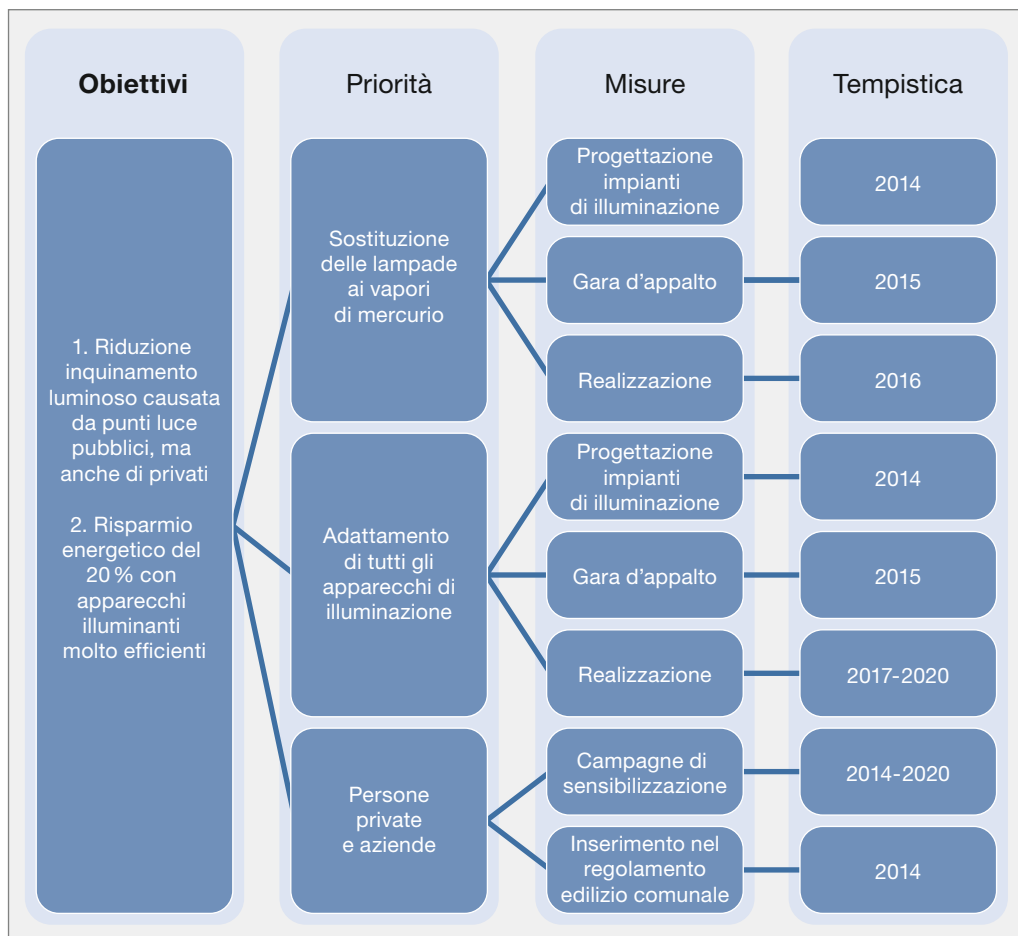 Obiettivi
Priorità
Misure
Tempistica
1. Riduzione
inquinamento
luminoso causata
da punti luce
pubblici, ma
anche di privati
2. Risparmio
energetico del
20 % con
apparecchi
illuminanti
molto efficienti
Sostituzione
delle lampade
ai vapori
di mercurio
Progettazione
impianti
di illuminazione
2014
Gara d'appalto
2015
Realizzazione
2016
Adattamento
di tutti gli
apparecchi di
illuminazione
Progettazione
impianti
di illuminazione
2014
Gara d'appalto
2015
Realizzazione
2017-2020
Persone
private
e aziende
Campagne di
sensibilizzazione
2014-2020
Inserimento nel
regolamento
edilizio comunale
2014